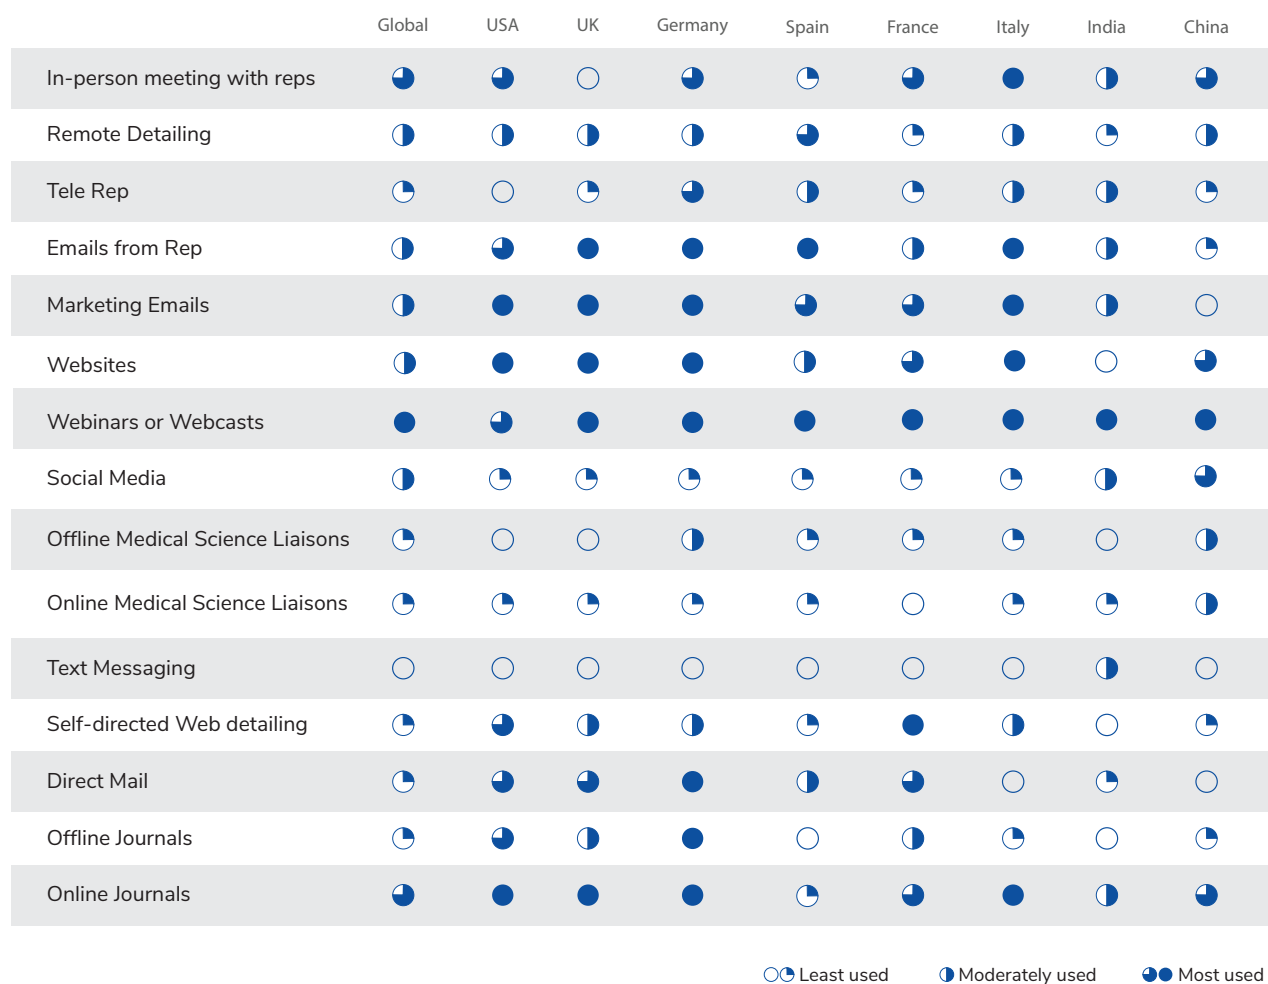 Global USA UK Germany Spain France Italy India China
In-person meeting with reps
Remote Detailing
Tele Rep
Emails from Rep
Marketing Emails
Websites
Webinars or Webcasts
Social Media
Offline Medical Science Liaisons
Online Medical Science Liaisons
Text Messaging
Self-directed Web detailing
Direct Mail
Offline Journals
Online Journals
Least used Moderately used Most used